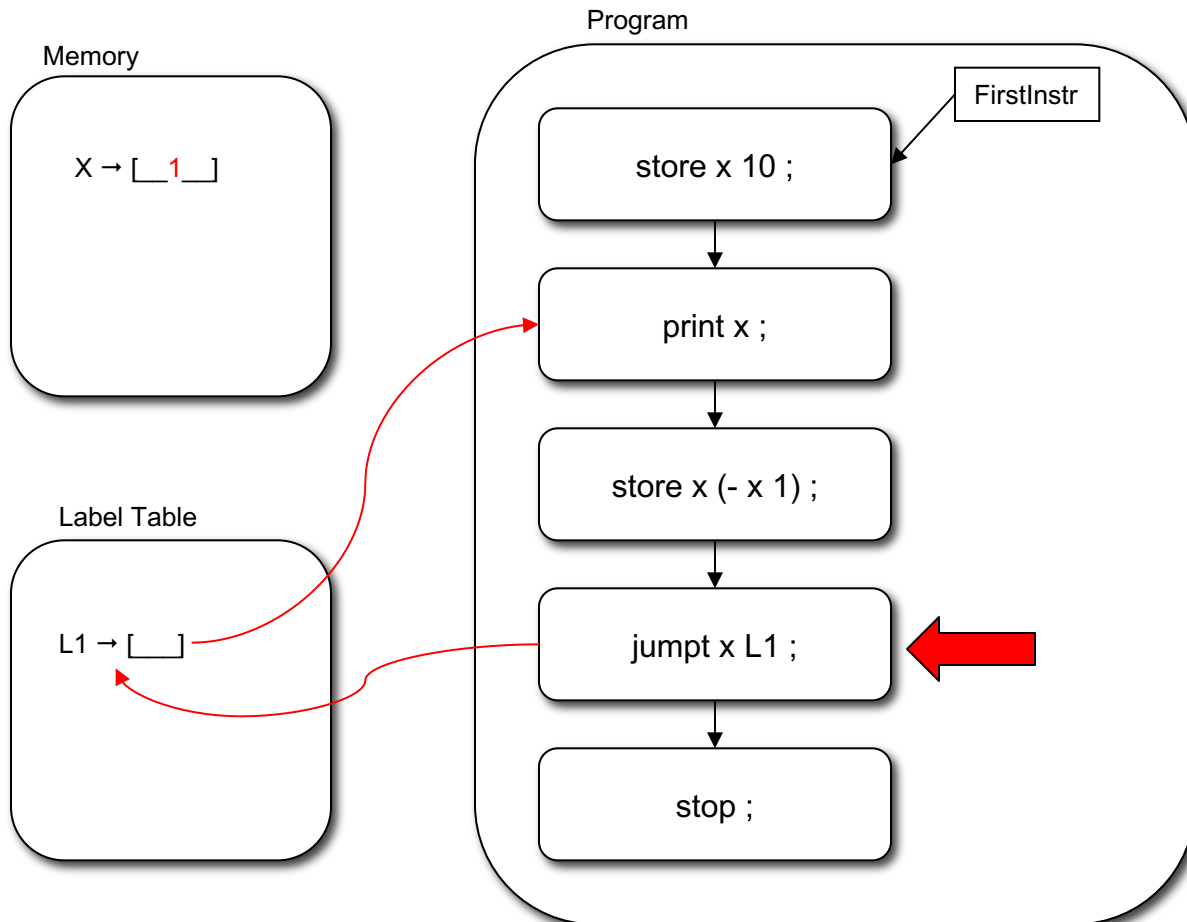 Program
Memory
FirstInstr
X → [__1__]
store x 10 ;
print x ;
store x (- x 1) ;
Label Table
L1 → [___]
jumpt x L1 ;
stop ;